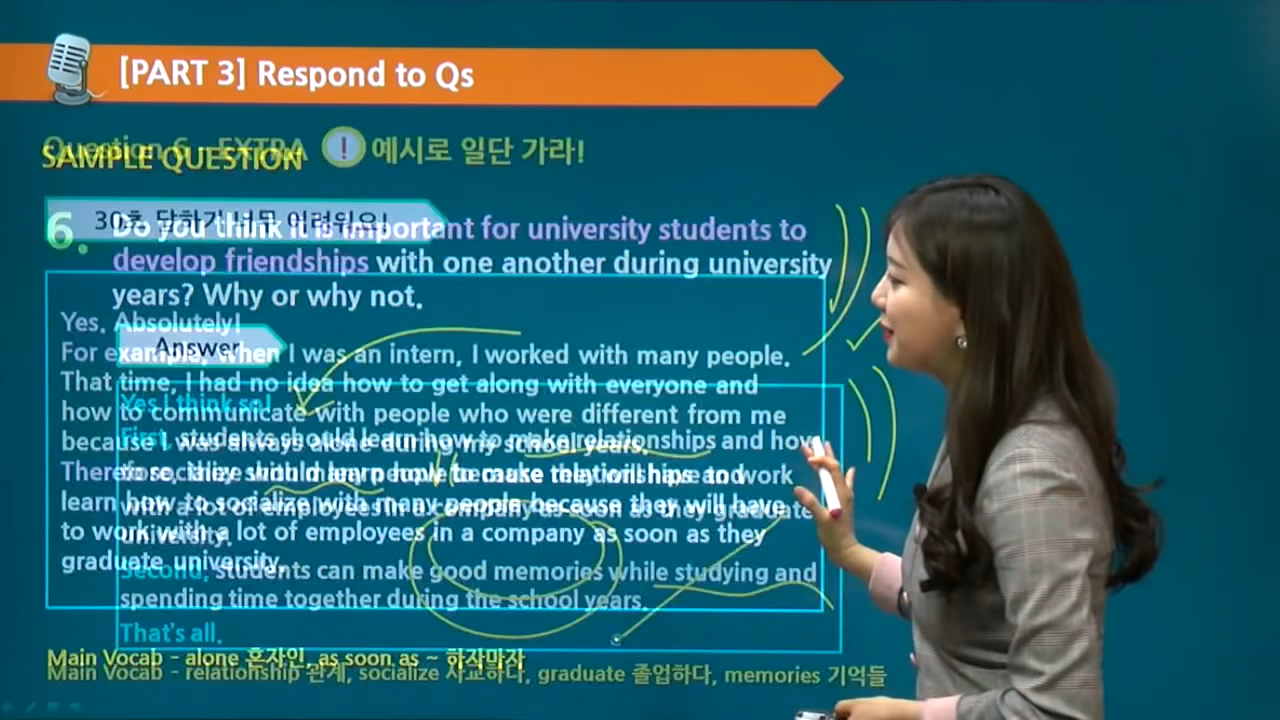 [PART 3] Respond to Qs
Question 6 - EXTRA ! 예시로 일단 가라!
SAMPLE QUESTION
30초 답하기 너무 어려워요!
6. Do you think it is important for university students to
develop friendships with one another during university
years? Why or why not.
Yes. Absolutely!
For example, when I was an intern, I worked with many people.
That time, I had no idea how to get along with everyone and
how to communicate with people who were different from me
because I was always alone during my school years.
Therefore, they should learn how to make relationships and
learn how to socialize with many people because they will have
to work with a lot of employees in a company as soon as they
graduate university.
Answer
Yes I think so!
First, students should learn how to make relationships and how
to socialize with many people because they will have to work
with a lot of employees in a company as soon as they graduate
university.
Second, students can make good memories while studying and
spending time together during the school years.
That's all.
Main Vocab - alone 혼자인, as soon as ~ 하자마자
Main Vocab - relationship 관계, socialize 사교하다, graduate 졸업하다, memories 기억들